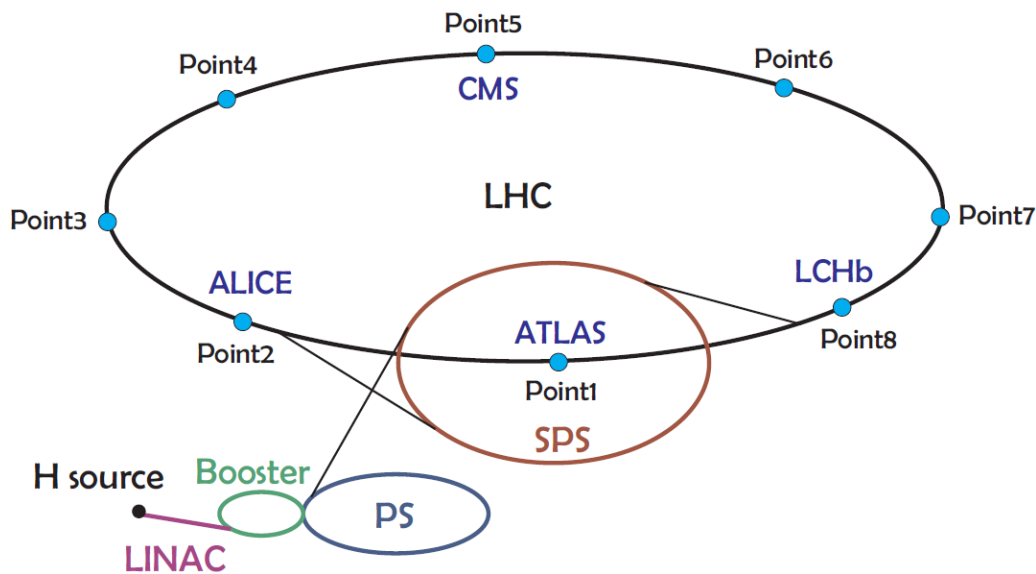 Point5
Point4
Point6
CMS
LHC
Point3
Point7
ALICE
LCHb
ATLAS
Point2
Point8
Point1
SPS
Booster
H source
PS
LINAC